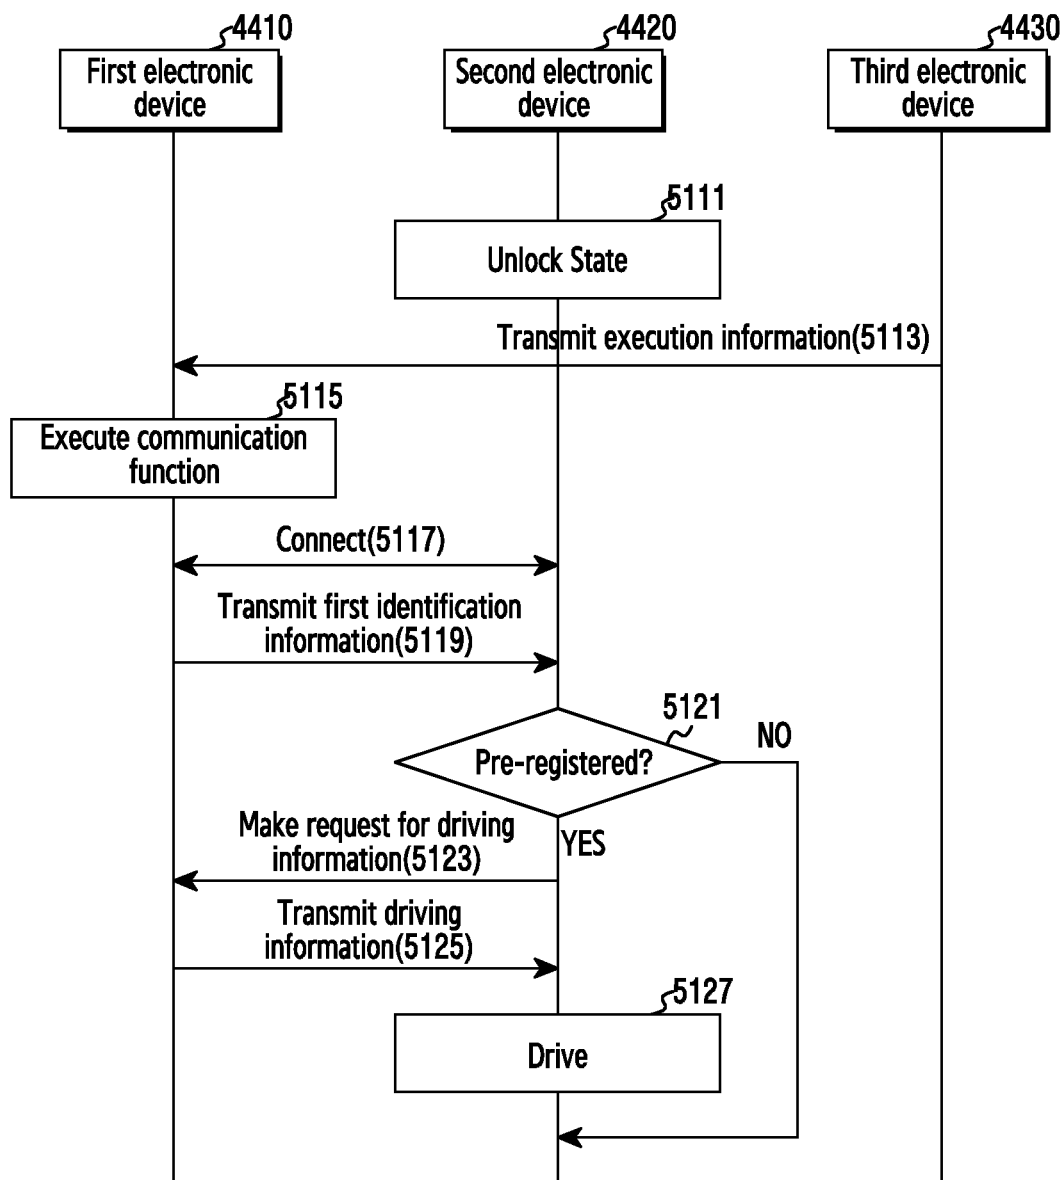 4410
4420
4430
First electronic
device
Second electronic
device
Third electronic
device
5111
Unlock State
Transmit execution information(5113)
5115
Execute communication
function
Connect(5117)
Transmit first identification
information(5119)
5121
Pre-registered?
NO
YES
Make request for driving
information(5123)
Transmit driving
information(5125)
5127
Drive